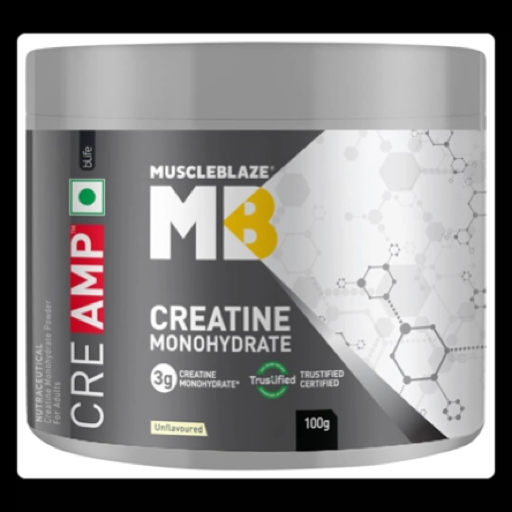 bLife
CRE AMP™
NUTRACEUTICAL
Creatine Monohydrate Powder
For Adults
MUSCLEBLAZE®
MB
CREATINE
MONOHYDRATE
3g CREATINE
MONOHYDRATE*
Trustified
TRUSTIFIED
CERTIFIED
Unflavoured
100g